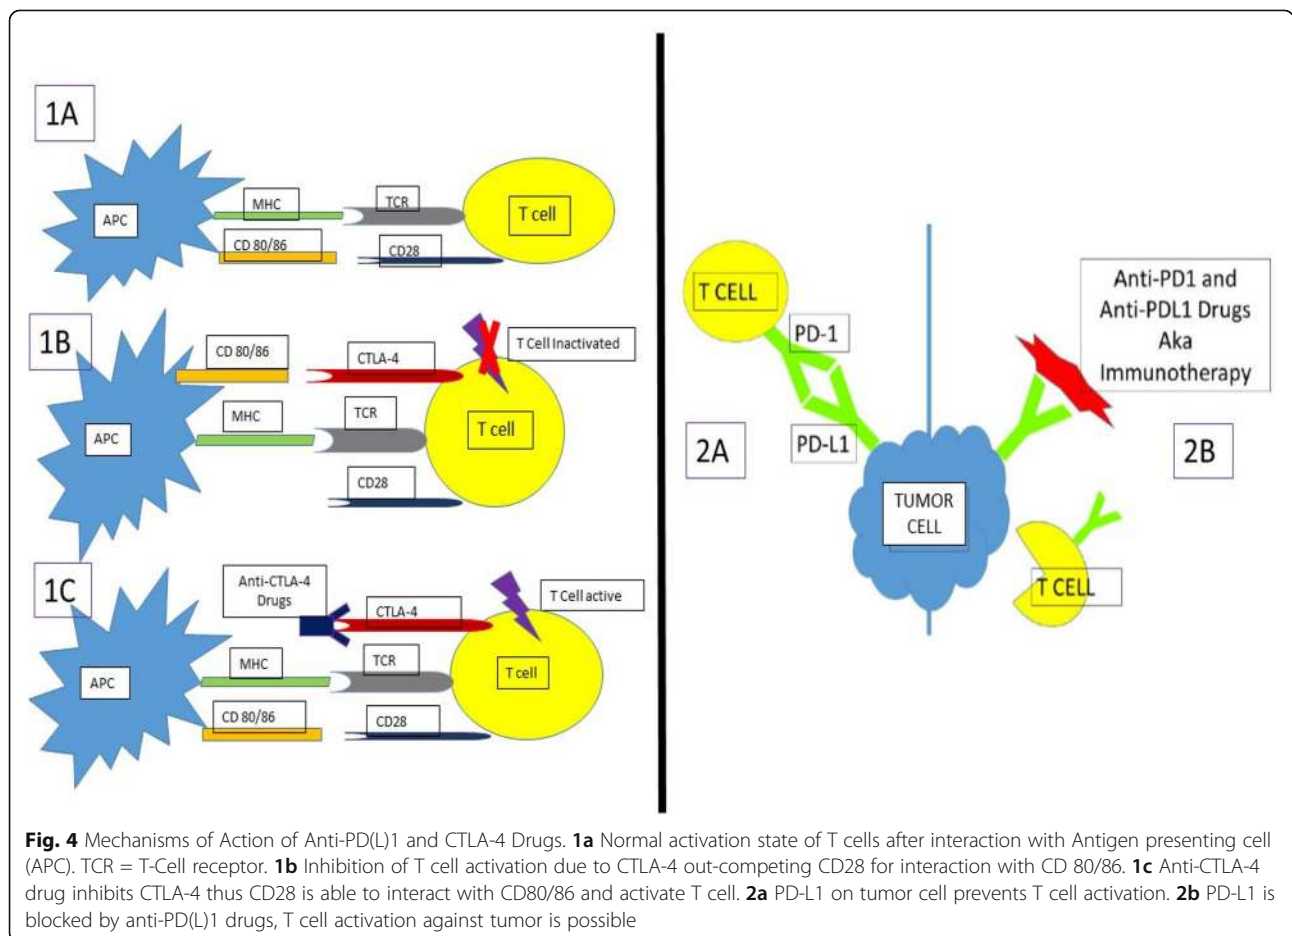 1A
APC
MHC
TCR
T cell
CD 80/86
CD28
1B
CD 80/86
CTLA-4
T Cell Inactivated
APC
MHC
TCR
T cell
CD28
1C
Anti-CTLA-4
Drugs
CTLA-4
T Cell active
APC
MHC
TCR
T cell
CD 80/86
CD28
T CELL
PD-1
PD-L1
2A
TUMOR
CELL
Anti-PD1 and
Anti-PDL1 Drugs
Aka
Immunotherapy
2B
T CELL
Fig. 4 Mechanisms of Action of Anti-PD(L)1 and CTLA-4 Drugs. 1a Normal activation state of T cells after interaction with Antigen presenting cell
(APC). TCR = T-Cell receptor. 1b Inhibition of T cell activation due to CTLA-4 out-competing CD28 for interaction with CD 80/86. 1c Anti-CTLA-4
drug inhibits CTLA-4 thus CD28 is able to interact with CD80/86 and activate T cell. 2a PD-L1 on tumor cell prevents T cell activation. 2b PD-L1 is
blocked by anti-PD(L)1 drugs, T cell activation against tumor is possible